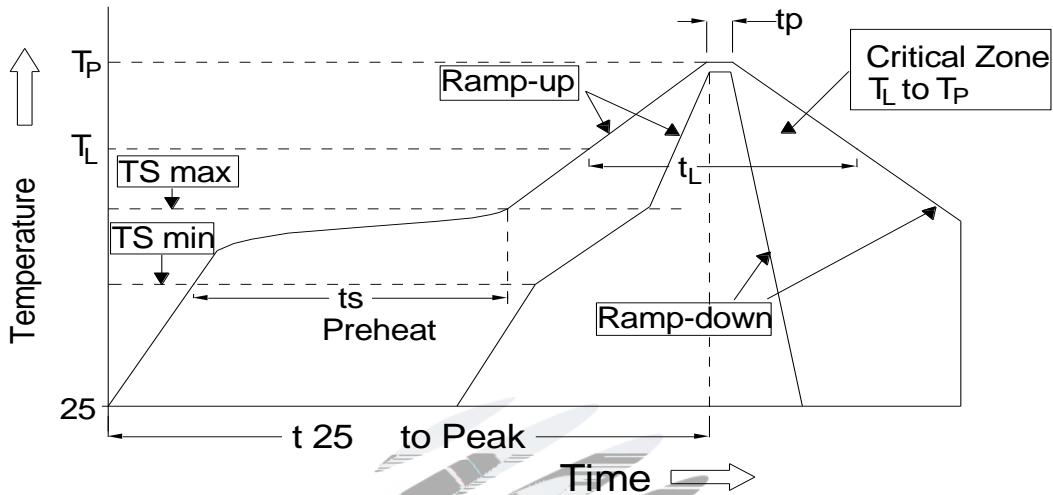 tp
TP
Critical Zone
TL to TP
Ramp-up
TL
TS max
tL
TS min
Temperature
ts
Preheat
Ramp-down
25
t 25 to Peak
Time